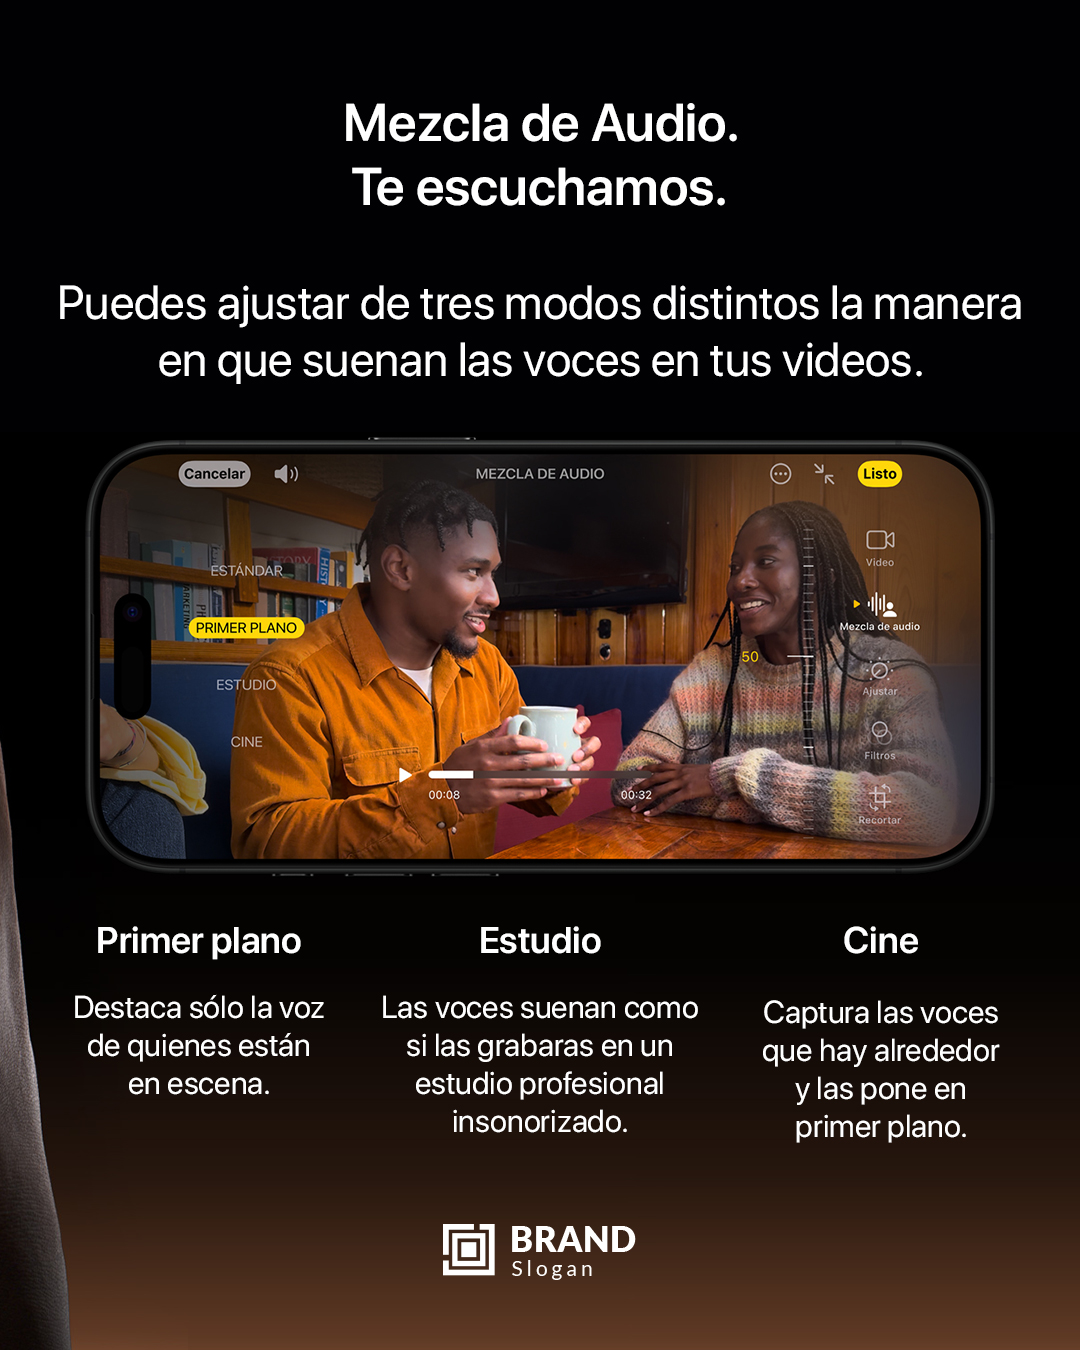 Mezcla de Audio.
Te escuchamos.
Puedes ajustar de tres modos distintos la manera
en que suenan las voces en tus videos.
Cancelar
MEZCLA DE AUDIO
Listo
ESTÁNDAR
PRIMER PLANO
ESTUDIO
CINE
50
Video
Mezcla de audio
Ajustar
Filtros
Recortar
00:08
00:32
Primer plano
Destaca sólo la voz
de quienes están
en escena.
Estudio
Las voces suenan como
si las grabaras en un
estudio profesional
insonorizado.
Cine
Captura las voces
que hay alrededor
y las pone en
primer plano.
BRAND
Slogan